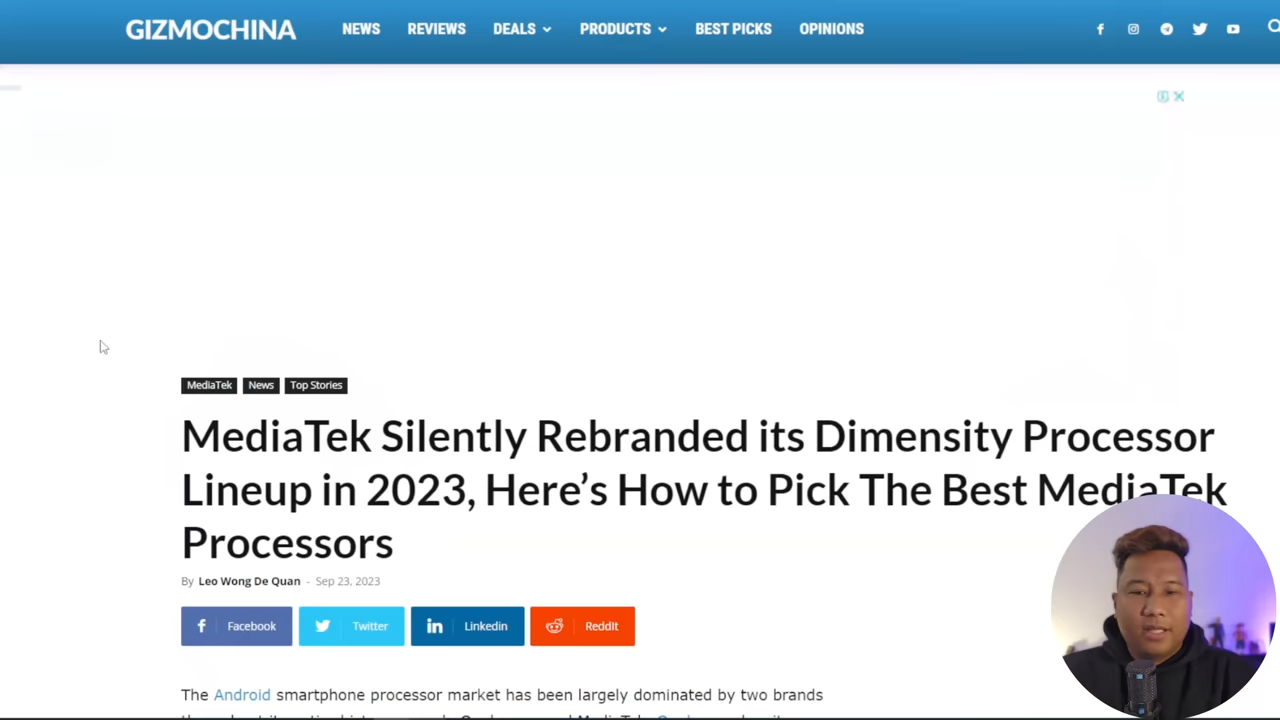 GIZMOCHINA NEWS REVIEWS DEALS PRODUCTS BEST PICKS OPINIONS
MediaTek News Top Stories
MediaTek Silently Rebranded its Dimensity Processor
Lineup in 2023, Here's How to Pick The Best MediaTek
Processors
By Leo Wong De Quan - Sep 23, 2023
Facebook Twitter Linkedin ReddIt
The Android smartphone processor market has been largely dominated by two brands